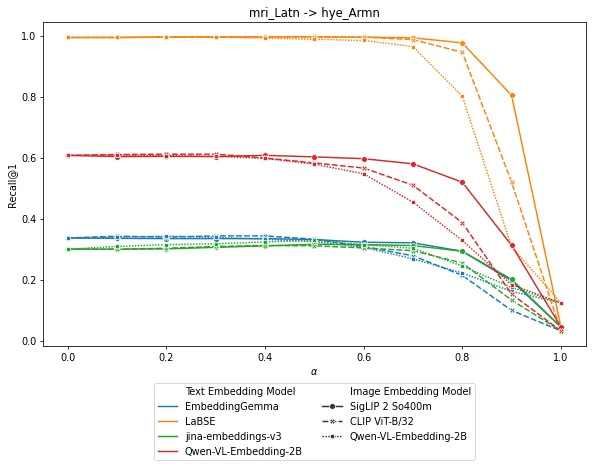 mri_Latn -> hye_Armn
Recall@1
1.0
0.8
0.6
0.4
0.2
0.0
0.0 0.2 0.4 0.6 0.8 1.0
α
Text Embedding Model Image Embedding Model
EmbeddingGemma SigLIP 2 So400m
LaBSE CLIP ViT-B/32
jina-embeddings-v3 Qwen-VL-Embedding-2B
Qwen-VL-Embedding-2B